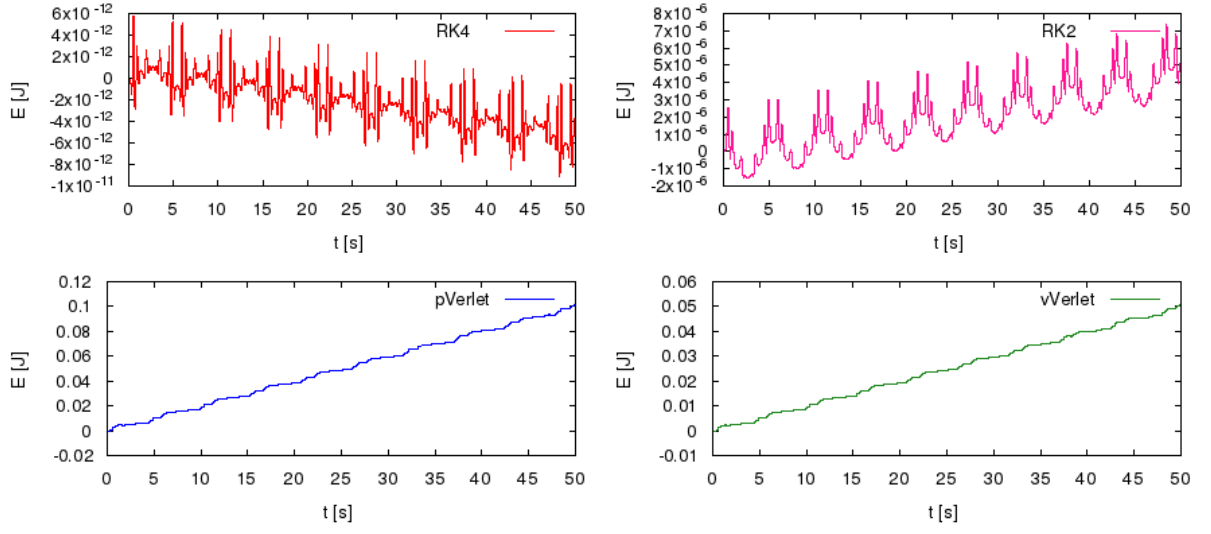 6x10⁻¹²
4x10⁻¹²
2x10⁻¹²
0
-2x10⁻¹²
-4x10⁻¹²
-6x10⁻¹²
-8x10⁻¹²
-1x10⁻¹¹
E [J]
RK4
0 5 10 15 20 25 30 35 40 45 50
t [s]
8x10⁻⁶
7x10⁻⁶
6x10⁻⁶
5x10⁻⁶
4x10⁻⁶
3x10⁻⁶
2x10⁻⁶
1x10⁻⁶
0
-1x10⁻⁶
-2x10⁻⁶
E [J]
RK2
0 5 10 15 20 25 30 35 40 45 50
t [s]
0.12
0.1
0.08
0.06
0.04
0.02
0
-0.02
E [J]
pVerlet
0 5 10 15 20 25 30 35 40 45 50
t [s]
0.06
0.05
0.04
0.03
0.02
0.01
0
-0.01
E [J]
vVerlet
0 5 10 15 20 25 30 35 40 45 50
t [s]